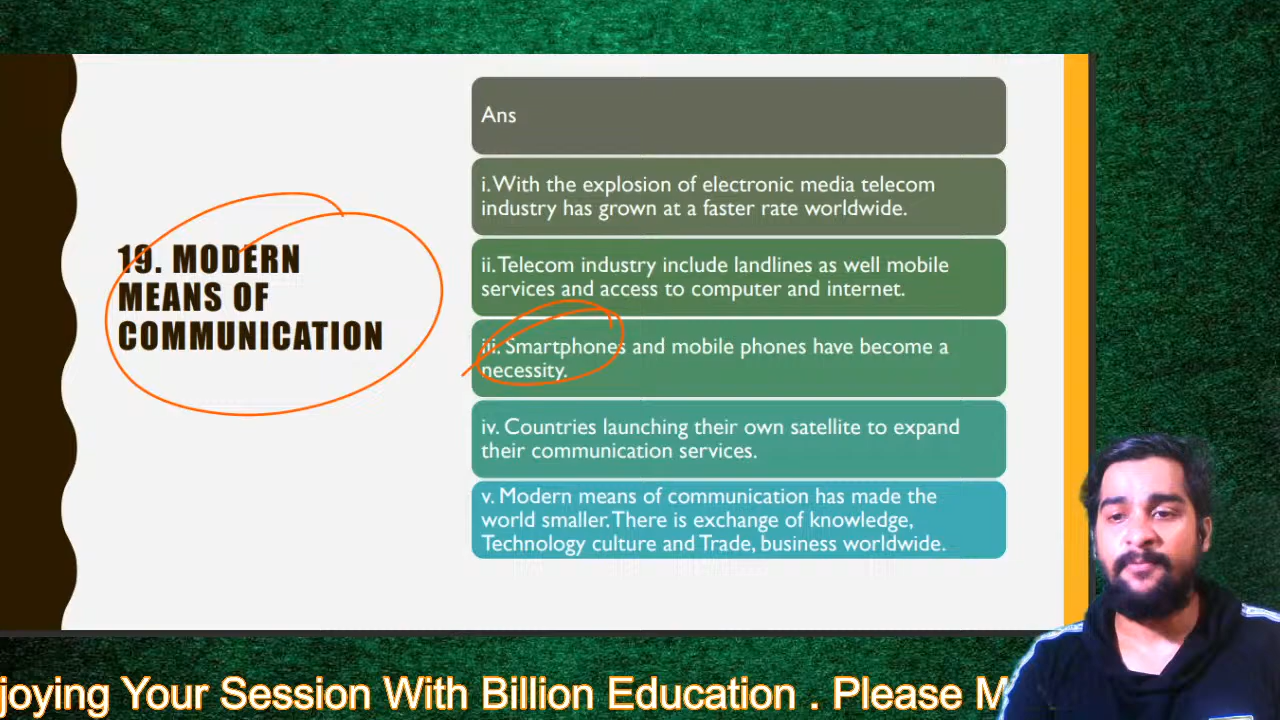 19. MODERN
MEANS OF
COMMUNICATION
Ans
i. With the explosion of electronic media telecom
industry has grown at a faster rate worldwide.
ii. Telecom industry include landlines as well mobile
services and access to computer and internet.
iii. Smartphones and mobile phones have become a
necessity.
iv. Countries launching their own satellite to expand
their communication services.
v. Modern means of communication has made the
world smaller. There is exchange of knowledge,
Technology culture and Trade, business worldwide.
joying Your Session With Billion Education . Please M